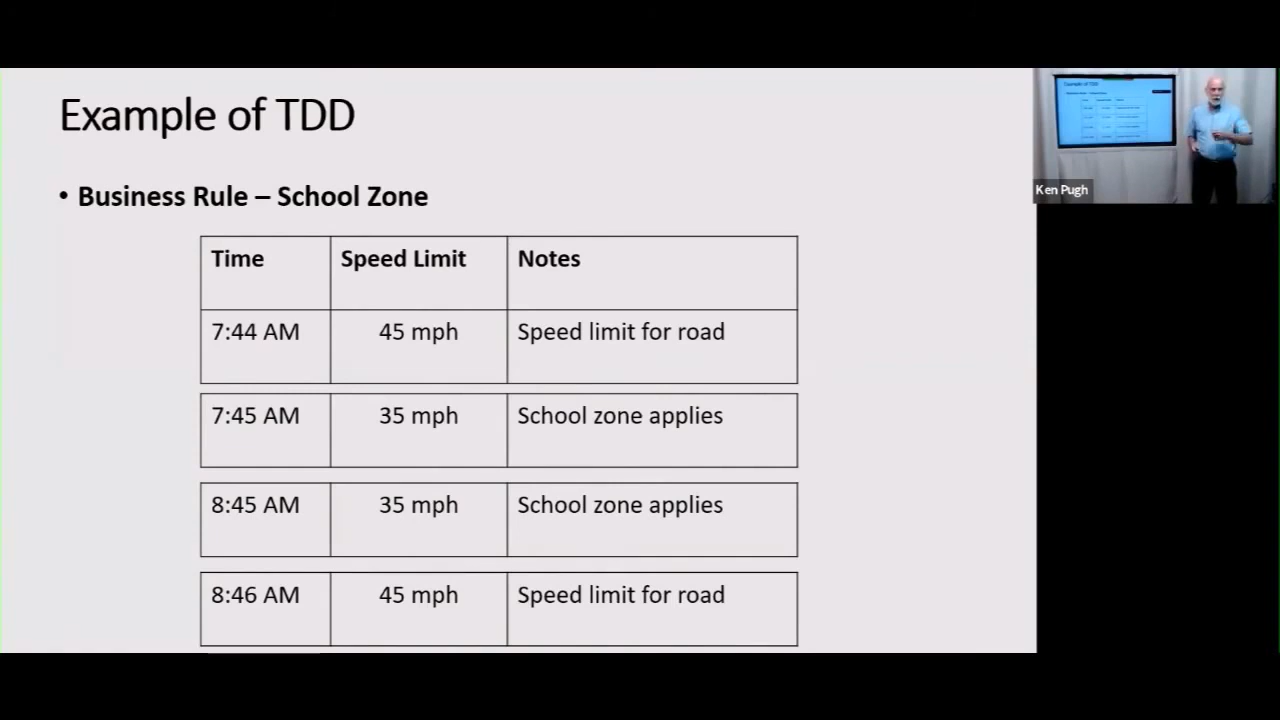 Example of TDD
• Business Rule – School Zone
Time Speed Limit Notes
7:44 AM 45 mph Speed limit for road
7:45 AM 35 mph School zone applies
8:45 AM 35 mph School zone applies
8:46 AM 45 mph Speed limit for road
Ken Pugh